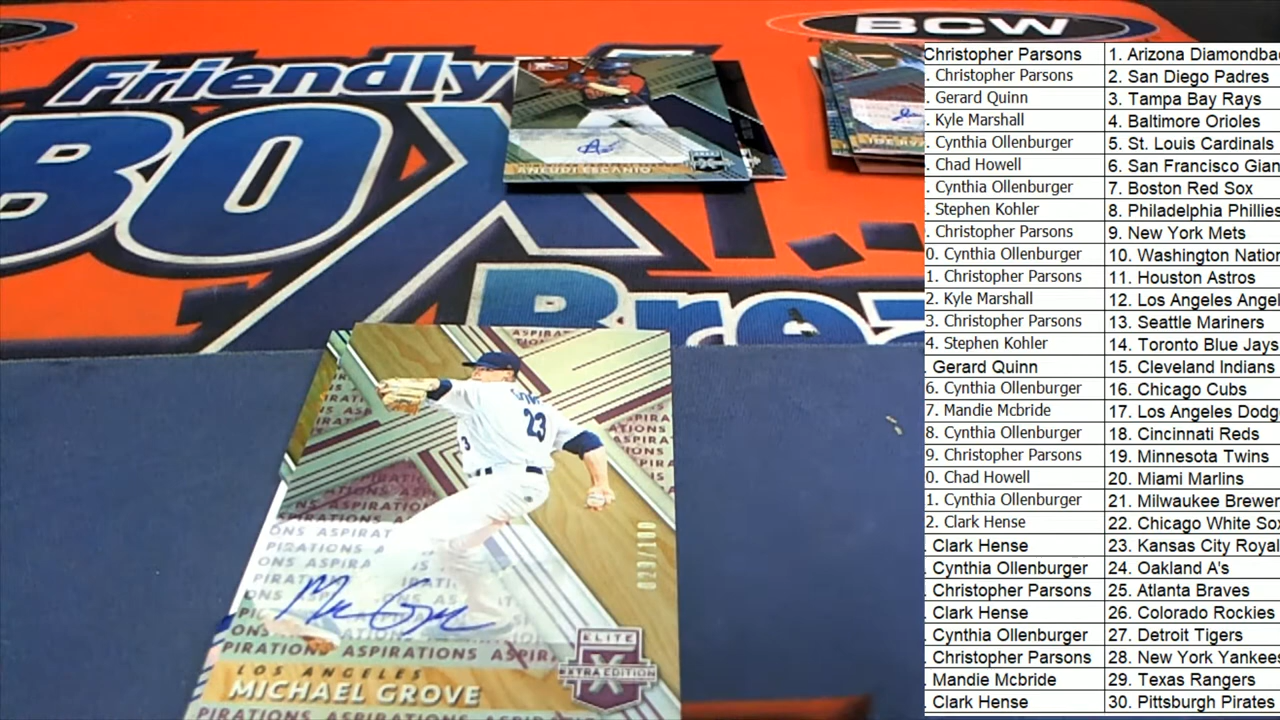 BCW
Friendly
BOX
Brea
ANEUDI ESCANIO
ASPIRATIONS
23
029/100
ELITE
X
EXTRA EDITION
LOS ANGELES
MICHAEL GROVE
PIRATIONS ASPIRATIONS ASPIR
Christopher Parsons 1. Arizona Diamondba
. Christopher Parsons 2. San Diego Padres
. Gerard Quinn 3. Tampa Bay Rays
. Kyle Marshall 4. Baltimore Orioles
. Cynthia Ollenburger 5. St. Louis Cardinals
. Chad Howell 6. San Francisco Gian
. Cynthia Ollenburger 7. Boston Red Sox
. Stephen Kohler 8. Philadelphia Phillies
. Christopher Parsons 9. New York Mets
0. Cynthia Ollenburger 10. Washington Nation
1. Christopher Parsons 11. Houston Astros
2. Kyle Marshall 12. Los Angeles Angel
3. Christopher Parsons 13. Seattle Mariners
4. Stephen Kohler 14. Toronto Blue Jays
. Gerard Quinn 15. Cleveland Indians
6. Cynthia Ollenburger 16. Chicago Cubs
7. Mandie Mcbride 17. Los Angeles Dodg
8. Cynthia Ollenburger 18. Cincinnati Reds
9. Christopher Parsons 19. Minnesota Twins
0. Chad Howell 20. Miami Marlins
1. Cynthia Ollenburger 21. Milwaukee Brewer
2. Clark Hense 22. Chicago White So
. Clark Hense 23. Kansas City Royal
. Cynthia Ollenburger 24. Oakland A's
. Christopher Parsons 25. Atlanta Braves
. Clark Hense 26. Colorado Rockies
. Cynthia Ollenburger 27. Detroit Tigers
. Christopher Parsons 28. New York Yankee
. Mandie Mcbride 29. Texas Rangers
. Clark Hense 30. Pittsburgh Pirates